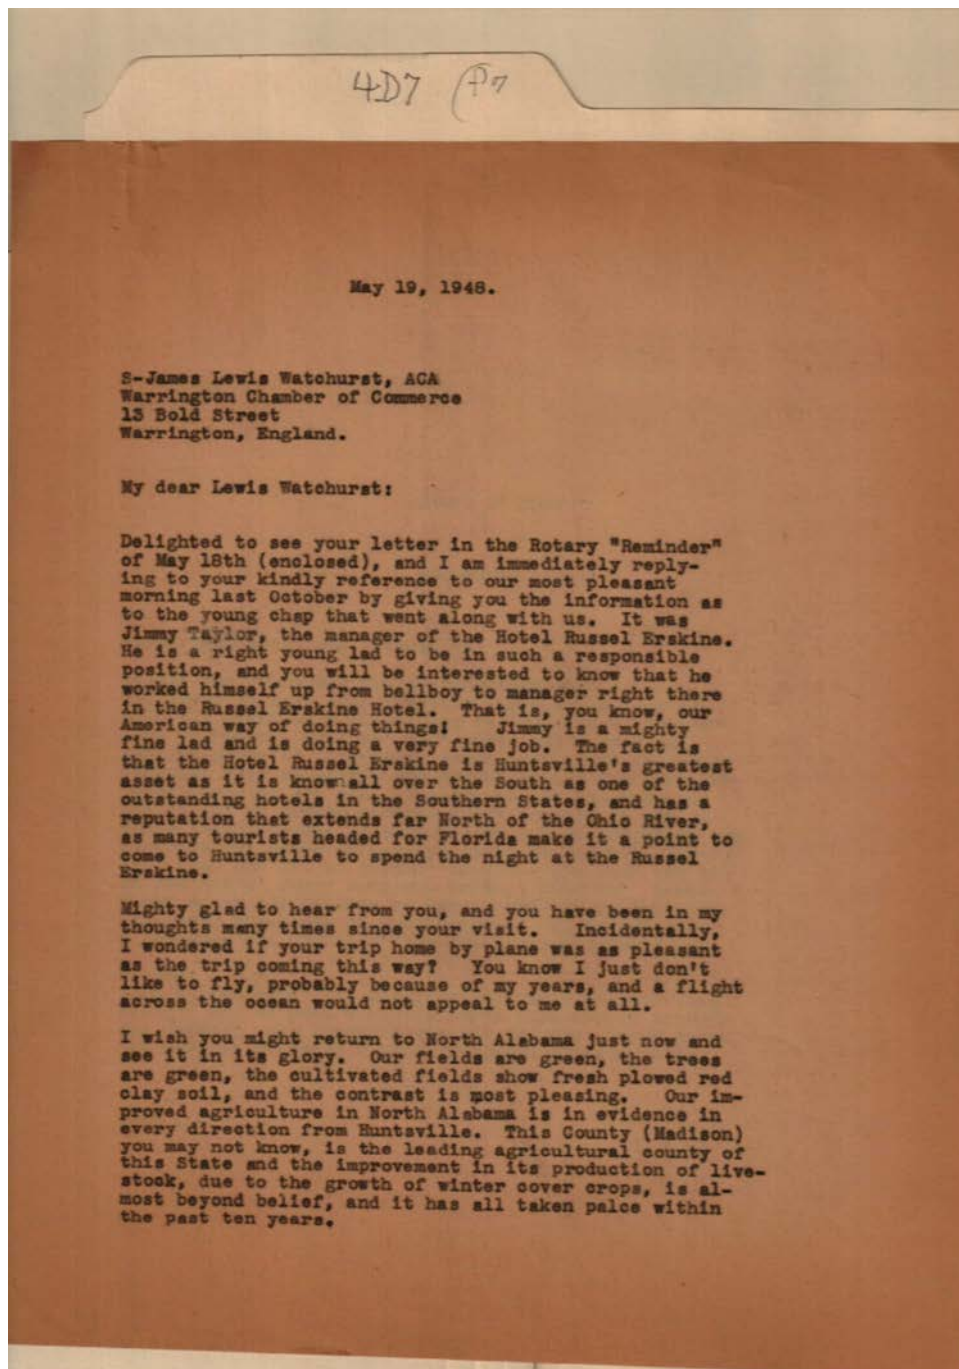 4D7 (P7
May 19, 1948.
S-James Lewis Watchurst, ACA
Warrington Chamber of Commerce
13 Bold Street
Warrington, England.
My dear Lewis Watchurst:
Delighted to see your letter in the Rotary "Reminder"
of May 18th (enclosed), and I am immediately reply-
ing to your kindly reference to our most pleasant
morning last October by giving you the information as
to the young chap that went along with us. It was
Jimmy Taylor, the manager of the Hotel Russel Erskine.
He is a right young lad to be in such a responsible
position, and you will be interested to know that he
worked himself up from bellboy to manager right there
in the Russel Erskine Hotel. That is, you know, our
American way of doing things! Jimmy is a mighty
fine lad and is doing a very fine job. The fact is
that the Hotel Russel Erskine is Huntsville's greatest
asset as it is known all over the South as one of the
outstanding hotels in the Southern States, and has a
reputation that extends far North of the Ohio River,
as many tourists headed for Florida make it a point to
come to Huntsville to spend the night at the Russel
Erskine.
Mighty glad to hear from you, and you have been in my
thoughts many times since your visit. Incidentally,
I wondered if your trip home by plane was as pleasant
as the trip coming this way? You know I just don't
like to fly, probably because of my years, and a flight
across the ocean would not appeal to me at all.
I wish you might return to North Alabama just now and
see it in its glory. Our fields are green, the trees
are green, the cultivated fields show fresh plowed red
clay soil, and the contrast is most pleasing. Our im-
proved agriculture in North Alabama is in evidence in
every direction from Huntsville. This County (Madison)
you may not know, is the leading agricultural county of
this State and the improvement in its production of live-
stock, due to the growth of winter cover crops, is al-
most beyond belief, and it has all taken palce within
the past ten years.